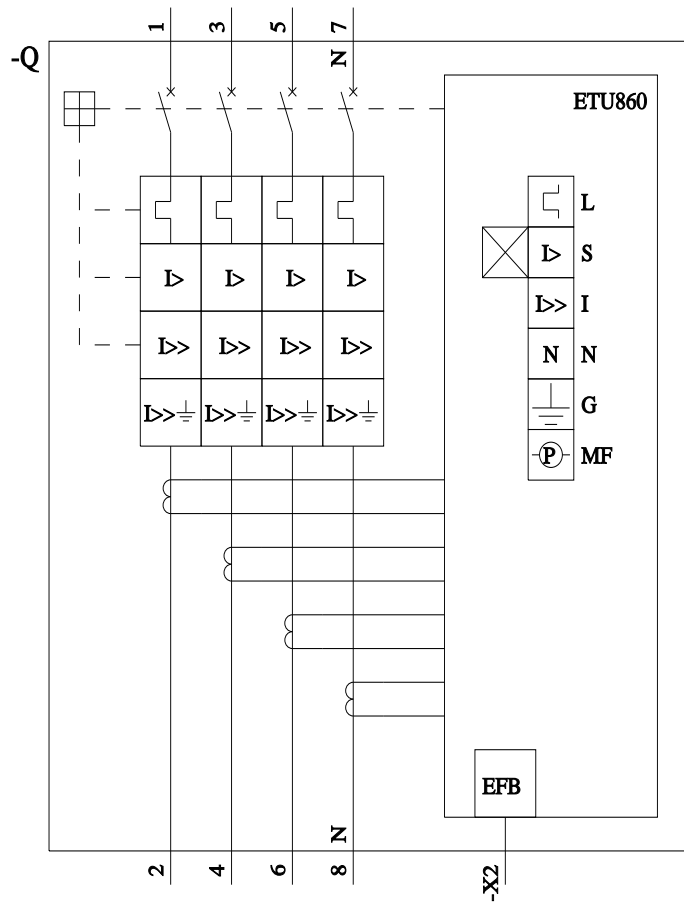 1 3 5 7
-Q
N
ETU860
L
I> S
I> I> I> I>
I>> I
I>> I>> I>> I>>
N N
I>> I>> I>> I>>
G
P MF
EFB
N
2 4 6 8
-X2